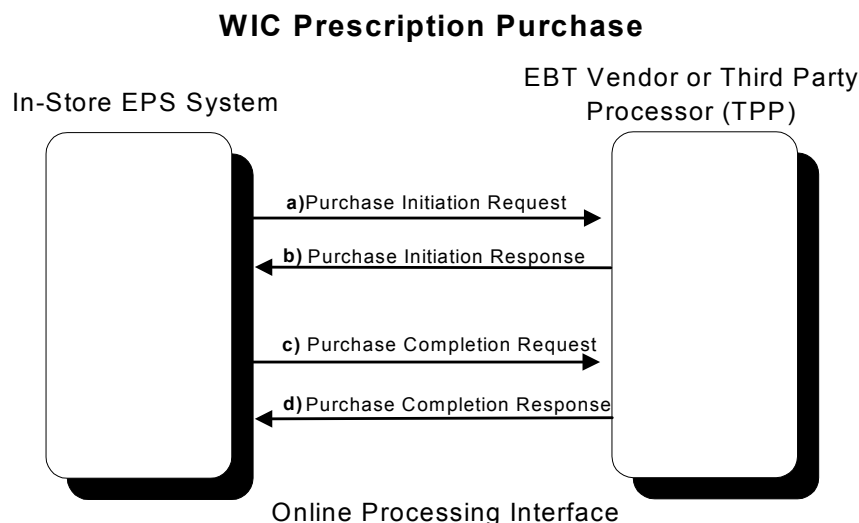 WIC Prescription Purchase
In-Store EPS System
EBT Vendor or Third Party
Processor (TPP)
a)Purchase Initiation Request
b) Purchase Initiation Response
c) Purchase Completion Request
d) Purchase Completion Response
Online Processing Interface